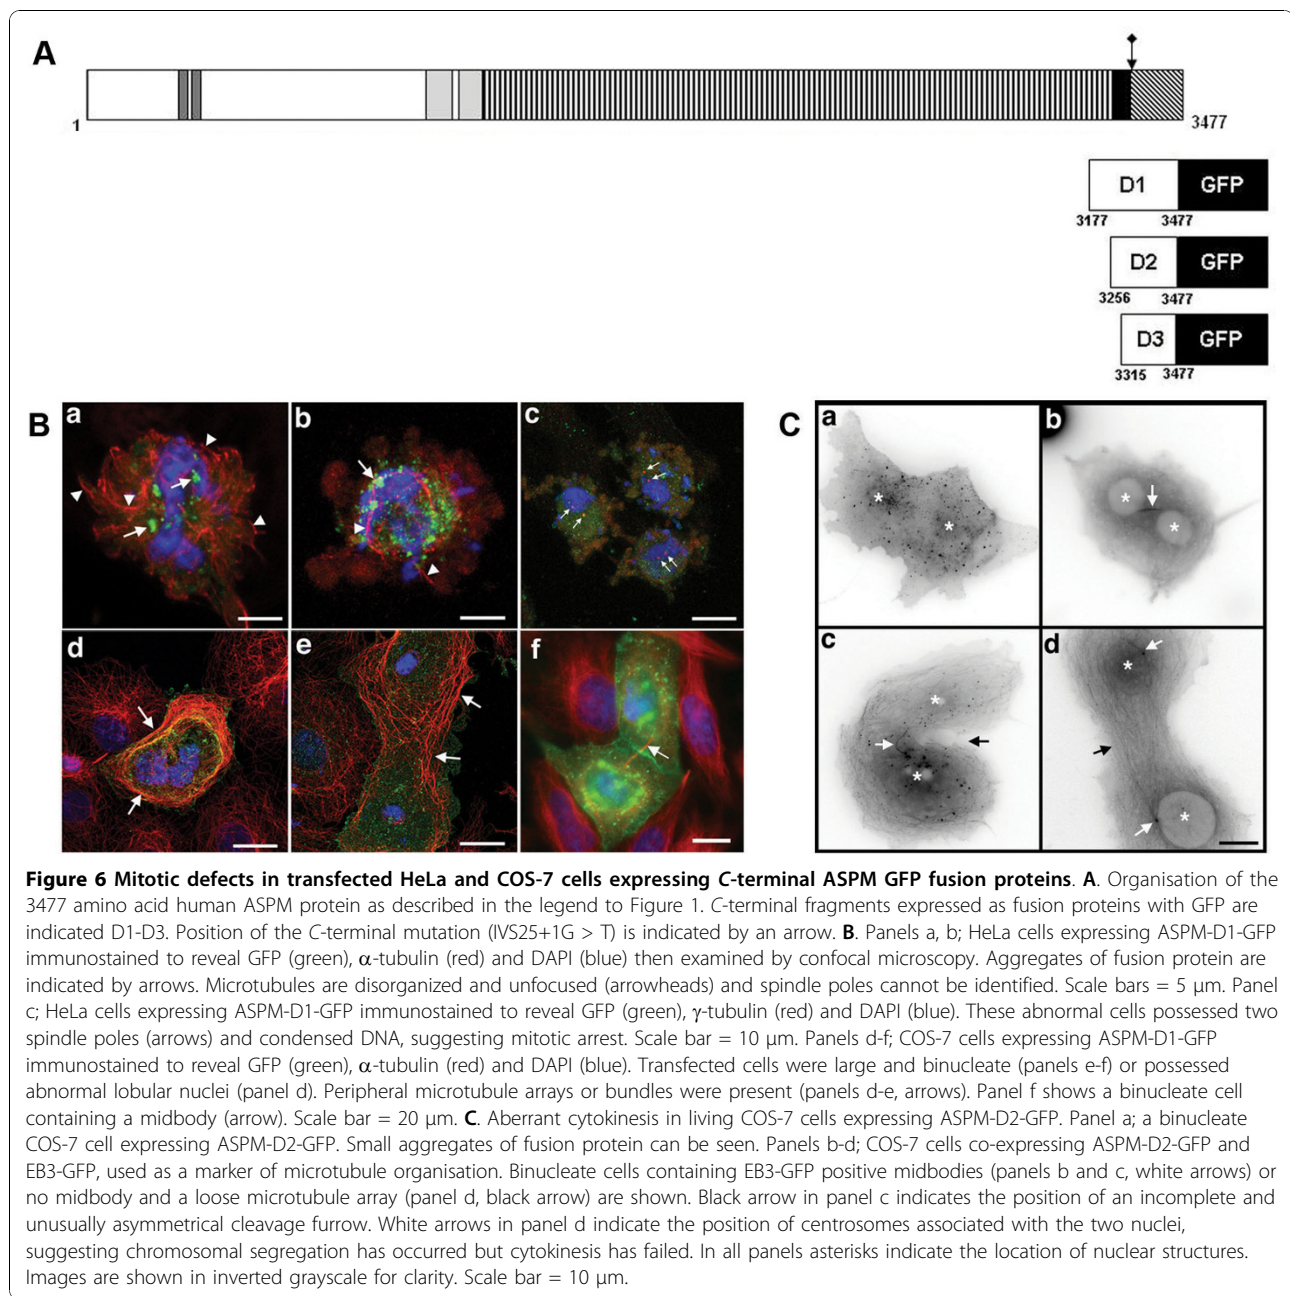 A
1
3477
D1 GFP
3177 3477
D2 GFP
3256 3477
D3 GFP
3315 3477
B
a
b
c
d
e
f
C
a
b
c
d
Figure 6 Mitotic defects in transfected HeLa and COS-7 cells expressing C-terminal ASPM GFP fusion proteins. A. Organisation of the
3477 amino acid human ASPM protein as described in the legend to Figure 1. C-terminal fragments expressed as fusion proteins with GFP are
indicated D1-D3. Position of the C-terminal mutation (IVS25+1G > T) is indicated by an arrow. B. Panels a, b; HeLa cells expressing ASPM-D1-GFP
immunostained to reveal GFP (green), α-tubulin (red) and DAPI (blue) then examined by confocal microscopy. Aggregates of fusion protein are
indicated by arrows. Microtubules are disorganized and unfocused (arrowheads) and spindle poles cannot be identified. Scale bars = 5 μm. Panel
c; HeLa cells expressing ASPM-D1-GFP immunostained to reveal GFP (green), γ-tubulin (red) and DAPI (blue). These abnormal cells possessed two
spindle poles (arrows) and condensed DNA, suggesting mitotic arrest. Scale bar = 10 μm. Panels d-f; COS-7 cells expressing ASPM-D1-GFP
immunostained to reveal GFP (green), α-tubulin (red) and DAPI (blue). Transfected cells were large and binucleate (panels e-f) or possessed
abnormal lobular nuclei (panel d). Peripheral microtubule arrays or bundles were present (panels d-e, arrows). Panel f shows a binucleate cell
containing a midbody (arrow). Scale bar = 20 μm. C. Aberrant cytokinesis in living COS-7 cells expressing ASPM-D2-GFP. Panel a; a binucleate
COS-7 cell expressing ASPM-D2-GFP. Small aggregates of fusion protein can be seen. Panels b-d; COS-7 cells co-expressing ASPM-D2-GFP and
EB3-GFP, used as a marker of microtubule organisation. Binucleate cells containing EB3-GFP positive midbodies (panels b and c, white arrows) or
no midbody and a loose microtubule array (panel d, black arrow) are shown. Black arrow in panel c indicates the position of an incomplete and
unusually asymmetrical cleavage furrow. White arrows in panel d indicate the position of centrosomes associated with the two nuclei,
suggesting chromosomal segregation has occurred but cytokinesis has failed. In all panels asterisks indicate the location of nuclear structures.
Images are shown in inverted grayscale for clarity. Scale bar = 10 μm.